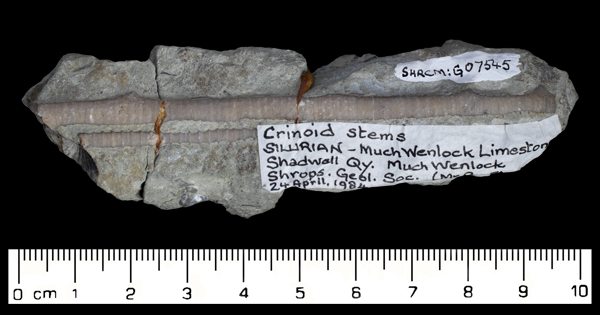 SHRCM: G07545
Crinoid stems
SILURIAN - Much Wenlock Limeston
Shadwell Qy. Much Wenlock
Shrops. Geol. Soc.
24 April, 1984
0 cm 1 2 3 4 5 6 7 8 9 10